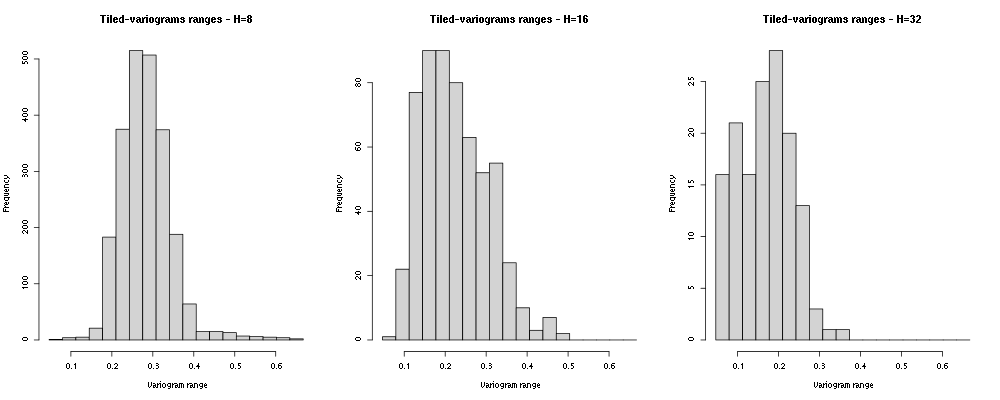 Tiled-variograms ranges - H=8
Frequency
0
100
200
300
400
500
0.1 0.2 0.3 0.4 0.5 0.6
Variogram range
Tiled-variograms ranges - H=16
Frequency
0
20
40
60
80
0.1 0.2 0.3 0.4 0.5 0.6
Variogram range
Tiled-variograms ranges - H=32
Frequency
0
5
10
15
20
25
0.1 0.2 0.3 0.4 0.5 0.6
Variogram range